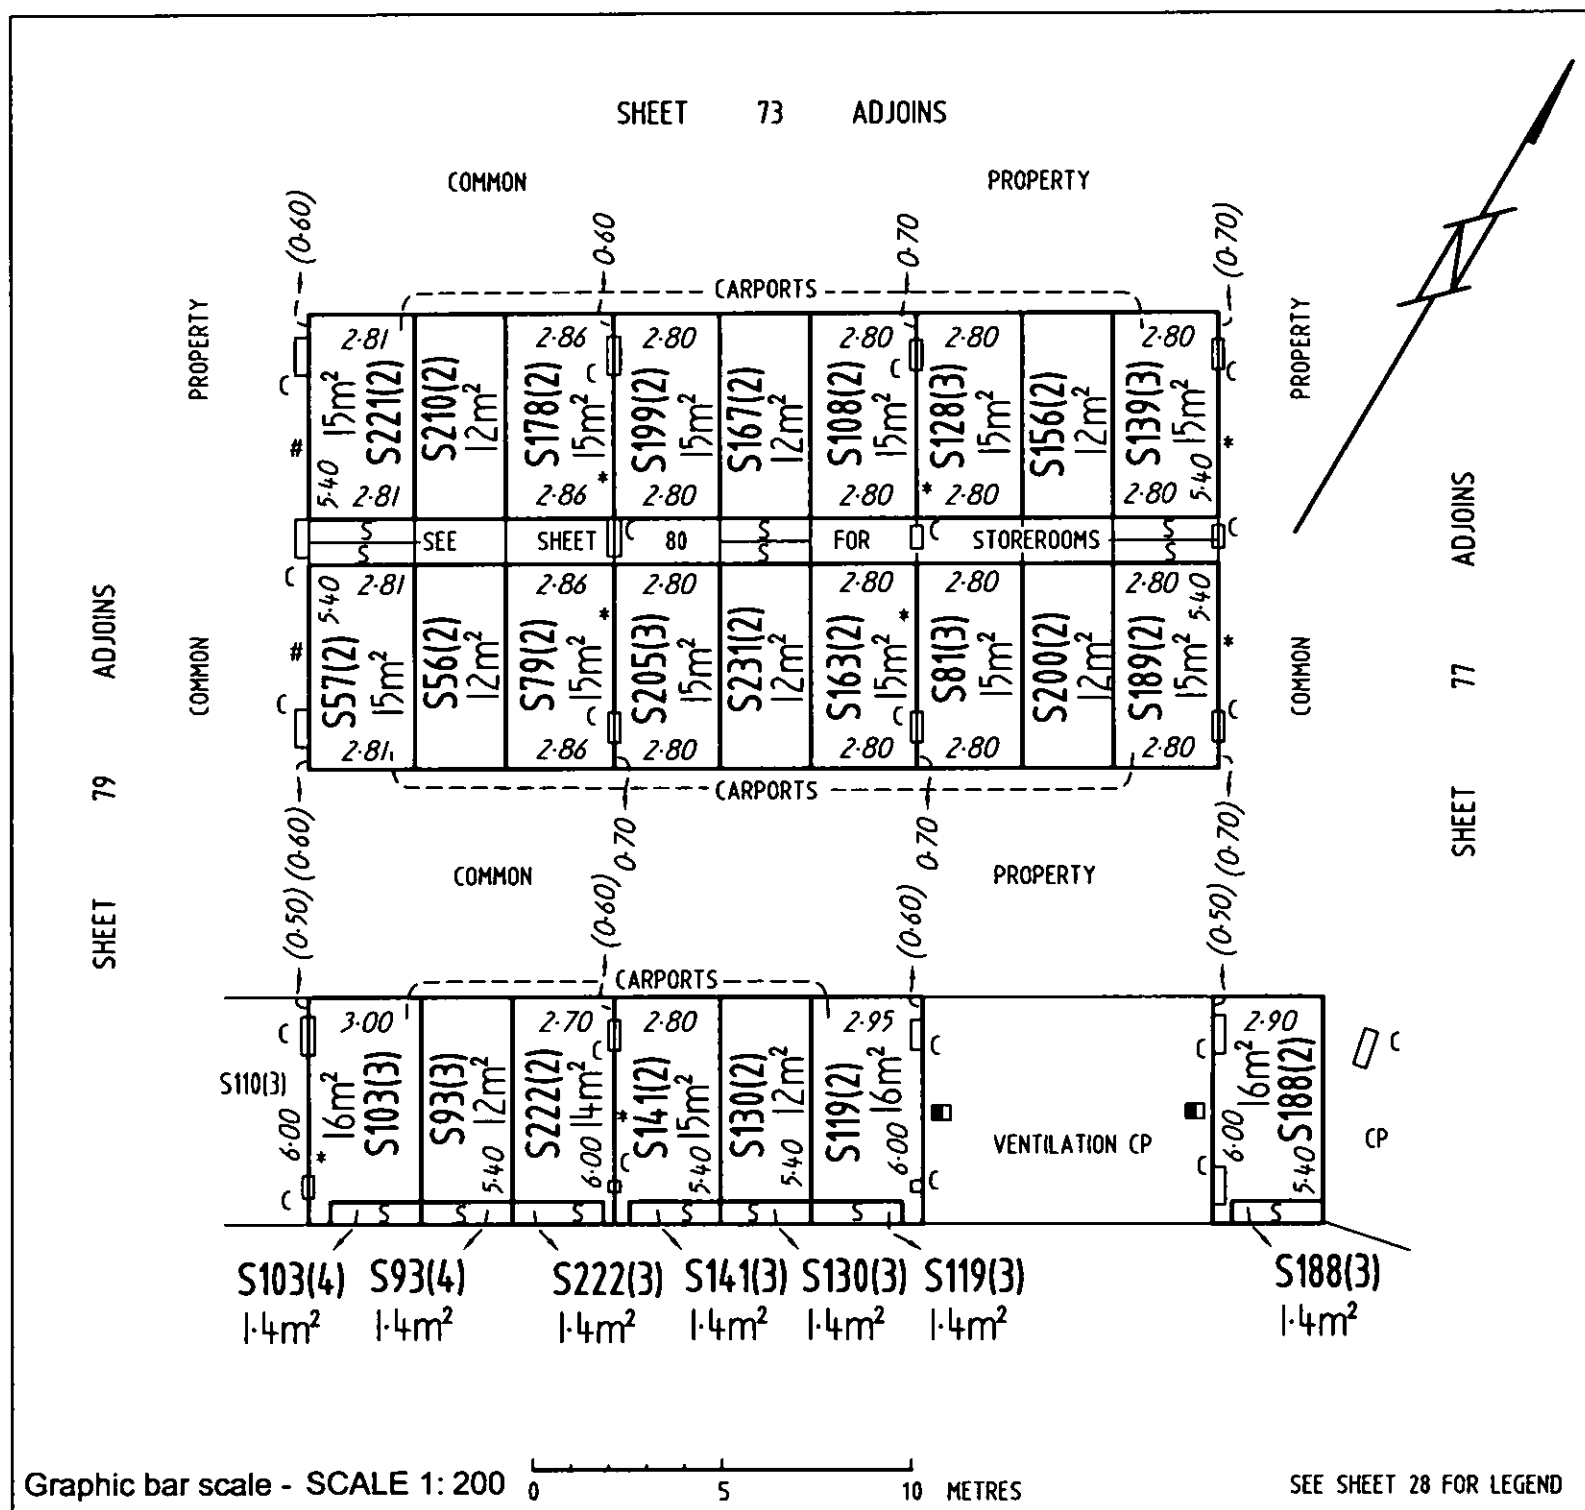 SHEET 73 ADJOINS
COMMON PROPERTY
(0·60) 0·60 0·70 (0·70)
CARPORTS
PROPERTY
PROPERTY
2·81 2·86 2·80 2·80 2·80 2·80
C C C C
S221(2) 15m²
S210(2) 12m²
S178(2) 15m²
S199(2) 15m²
S167(2) 12m²
S108(2) 15m²
S128(3) 15m²
S156(2) 12m²
S139(3) 15m²
# * * *
5·40 5·40
2·81 2·86 2·80 2·80 2·80 2·80
S S S C C C
SEE SHEET 80 FOR STOREROOMS
S S S
C
2·81 2·86 2·80 2·80 2·80 2·80
5·40 5·40
S57(2) 15m²
S56(2) 12m²
S79(2) 15m²
S205(3) 15m²
S231(2) 12m²
S163(2) 15m²
S81(3) 15m²
S200(2) 12m²
S189(2) 15m²
# * * *
C C C C
2·81 2·86 2·80 2·80 2·80 2·80
CARPORTS
COMMON
COMMON
SHEET 79 ADJOINS
SHEET 77 ADJOINS
(0·50) (0·60) (0·60) 0·70 (0·60) 0·70 (0·50) (0·70)
COMMON PROPERTY
CARPORTS
3·00 2·70 2·80 2·95 2·90
C C C C C
S110(3)
6·00
S103(3) 16m²
*
S93(3) 12m²
5·40
S222(2) 14m²
6·00
*
S141(2) 15m²
5·40
S130(2) 12m²
5·40
S119(2) 16m²
6·00
VENTILATION CP
6·00
S188(2) 16m²
5·40
CP
C C C C
S S S S S S S
S103(4) S93(4) S222(3) S141(3) S130(3) S119(3) S188(3)
1·4m² 1·4m² 1·4m² 1·4m² 1·4m² 1·4m² 1·4m²
Graphic bar scale - SCALE 1: 200
0 5 10 METRES
SEE SHEET 28 FOR LEGEND
N